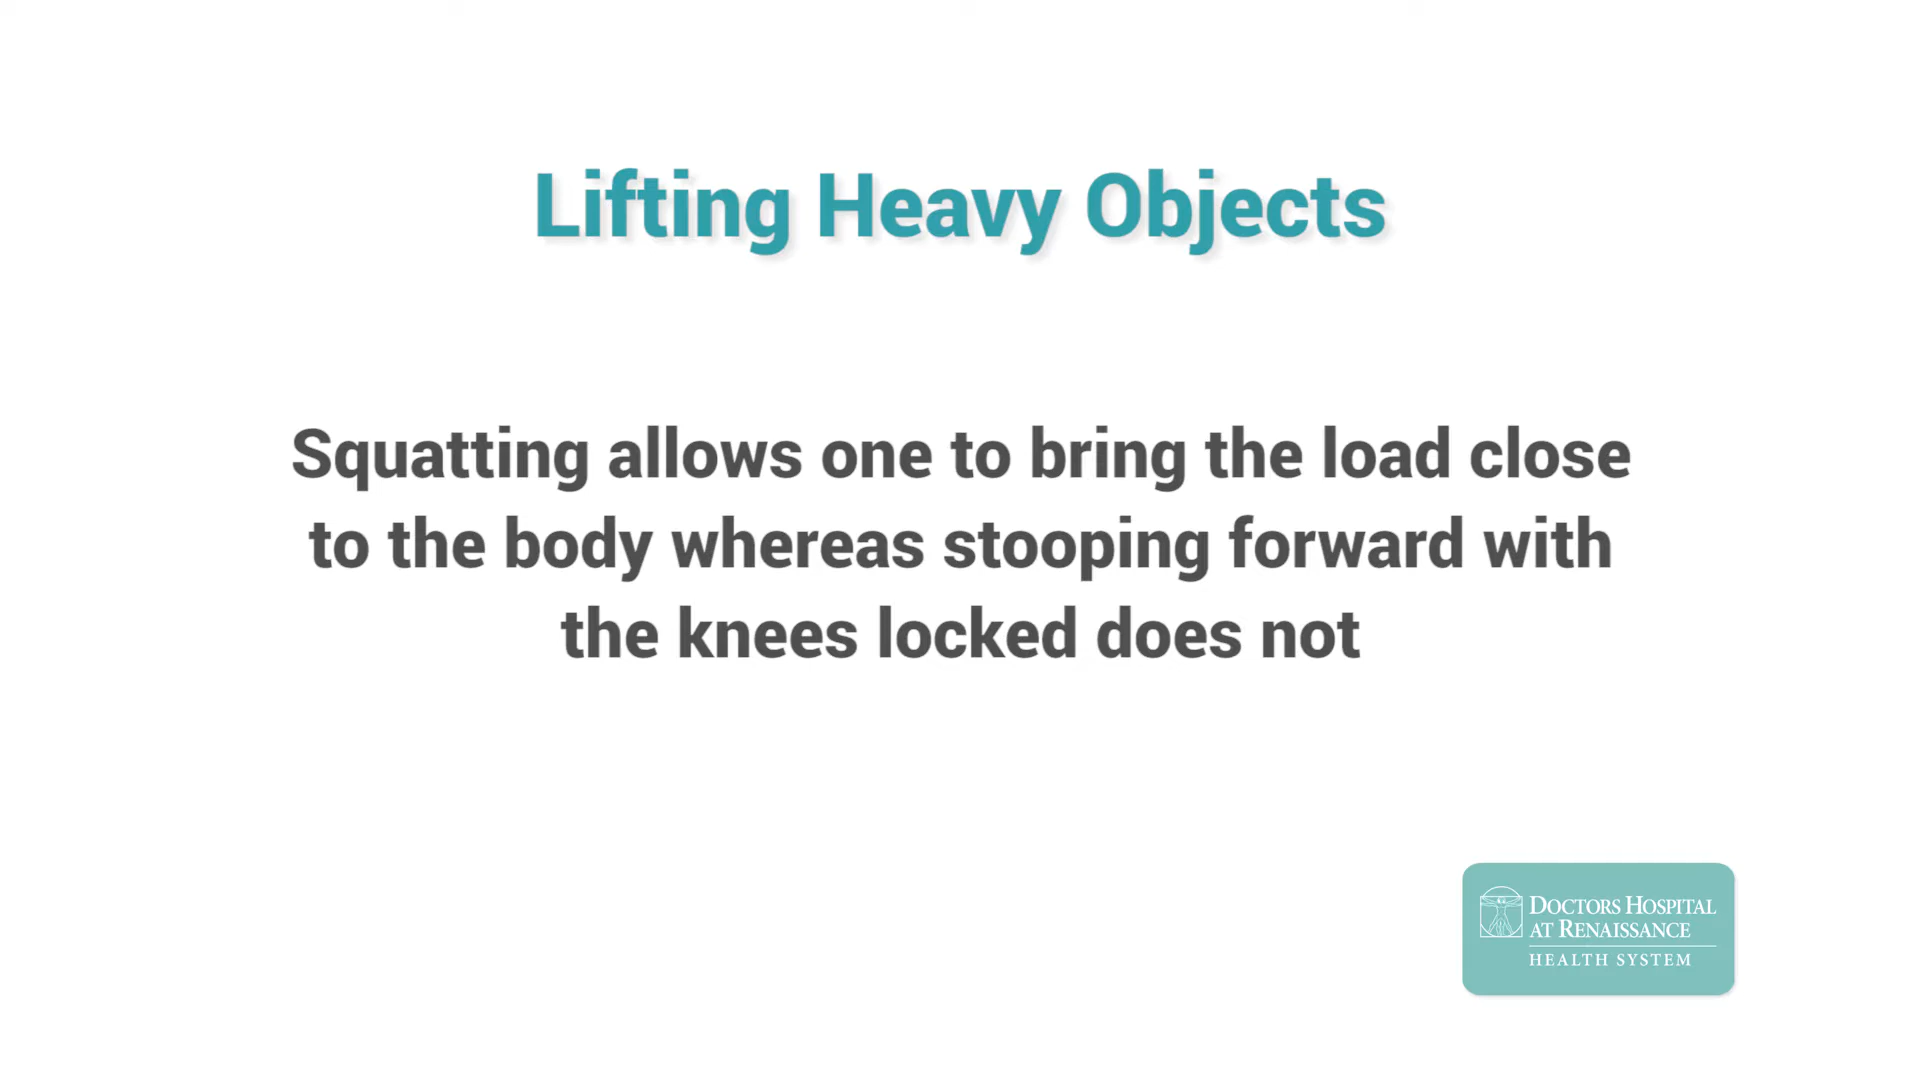 Lifting Heavy Objects
Squatting allows one to bring the load close
to the body whereas stooping forward with
the knees locked does not
DOCTORS HOSPITAL
AT RENAISSANCE
HEALTH SYSTEM